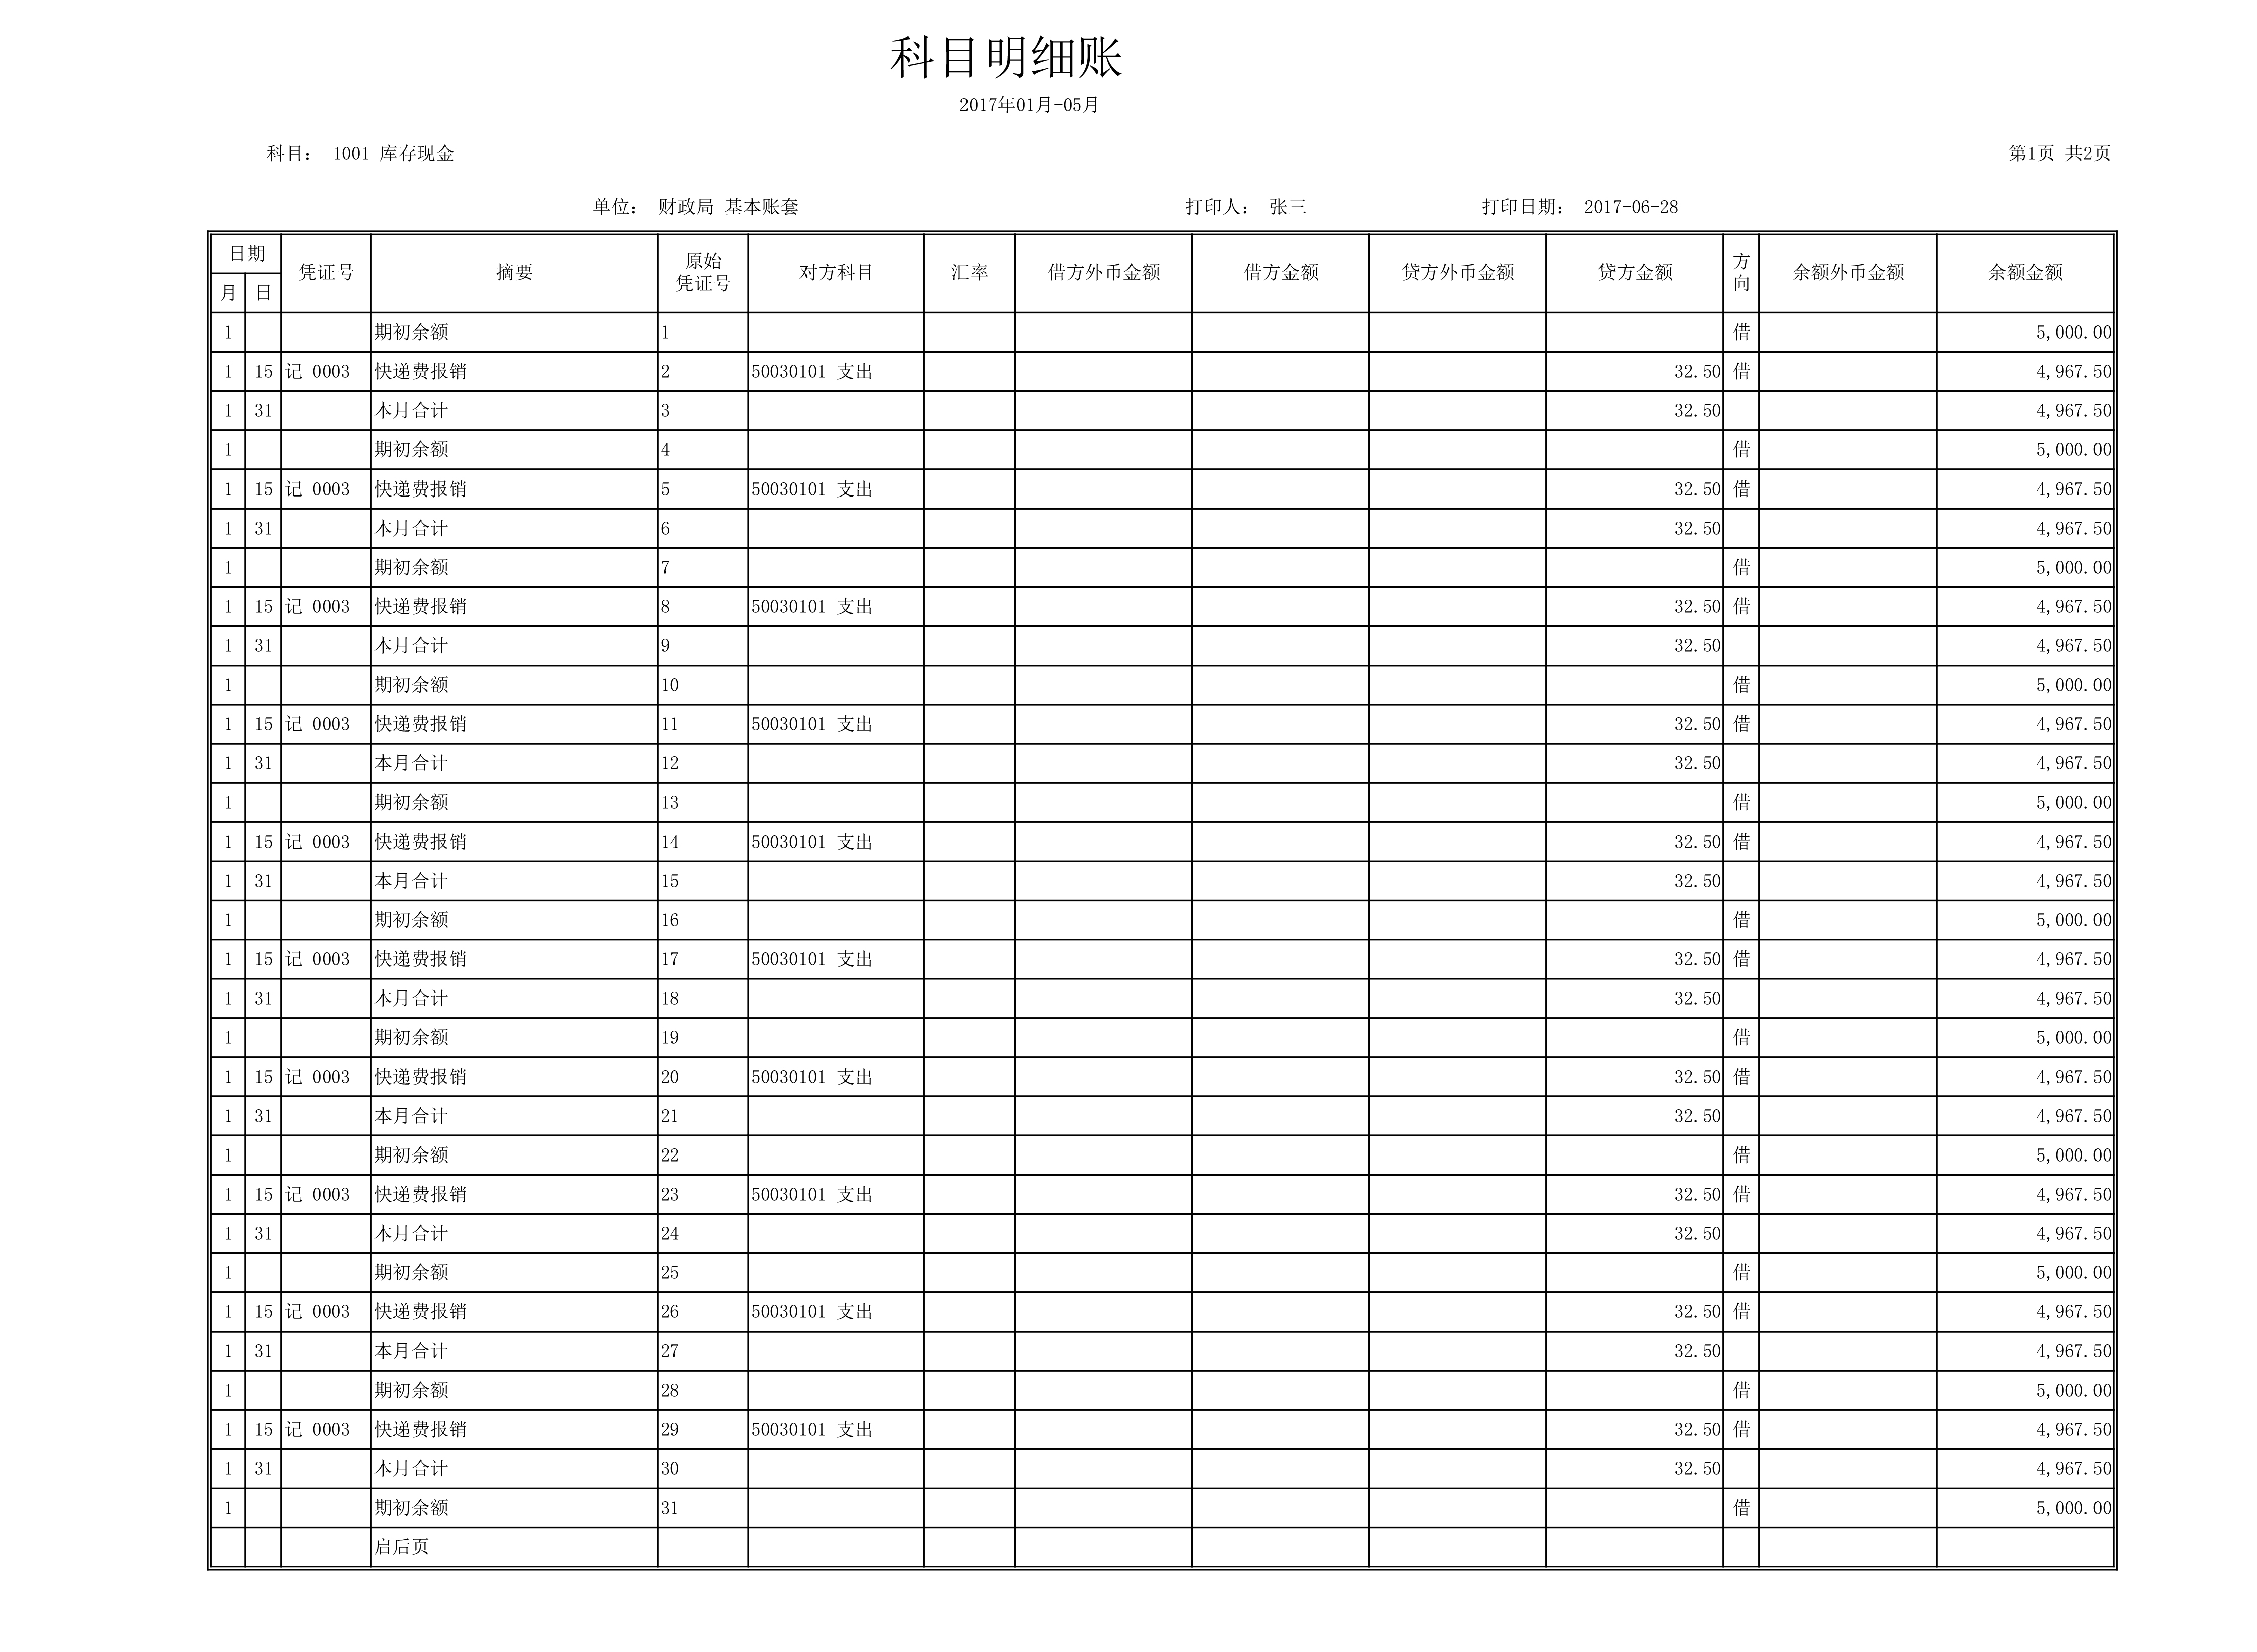 科目明细账
2017年01月-05月
科目： 1001 库存现金 第1页 共2页
单位： 财政局 基本账套 打印人： 张三 打印日期： 2017-06-28
日期 凭证号 摘要 原始凭证号 对方科目 汇率 借方外币金额 借方金额 贷方外币金额 贷方金额 方向 余额外币金额 余额金额
月 日
1 期初余额 1 借 5,000.00
1 15 记 0003 快递费报销 2 50030101 支出 32.50 借 4,967.50
1 31 本月合计 3 32.50 4,967.50
1 期初余额 4 借 5,000.00
1 15 记 0003 快递费报销 5 50030101 支出 32.50 借 4,967.50
1 31 本月合计 6 32.50 4,967.50
1 期初余额 7 借 5,000.00
1 15 记 0003 快递费报销 8 50030101 支出 32.50 借 4,967.50
1 31 本月合计 9 32.50 4,967.50
1 期初余额 10 借 5,000.00
1 15 记 0003 快递费报销 11 50030101 支出 32.50 借 4,967.50
1 31 本月合计 12 32.50 4,967.50
1 期初余额 13 借 5,000.00
1 15 记 0003 快递费报销 14 50030101 支出 32.50 借 4,967.50
1 31 本月合计 15 32.50 4,967.50
1 期初余额 16 借 5,000.00
1 15 记 0003 快递费报销 17 50030101 支出 32.50 借 4,967.50
1 31 本月合计 18 32.50 4,967.50
1 期初余额 19 借 5,000.00
1 15 记 0003 快递费报销 20 50030101 支出 32.50 借 4,967.50
1 31 本月合计 21 32.50 4,967.50
1 期初余额 22 借 5,000.00
1 15 记 0003 快递费报销 23 50030101 支出 32.50 借 4,967.50
1 31 本月合计 24 32.50 4,967.50
1 期初余额 25 借 5,000.00
1 15 记 0003 快递费报销 26 50030101 支出 32.50 借 4,967.50
1 31 本月合计 27 32.50 4,967.50
1 期初余额 28 借 5,000.00
1 15 记 0003 快递费报销 29 50030101 支出 32.50 借 4,967.50
1 31 本月合计 30 32.50 4,967.50
1 期初余额 31 借 5,000.00
启后页